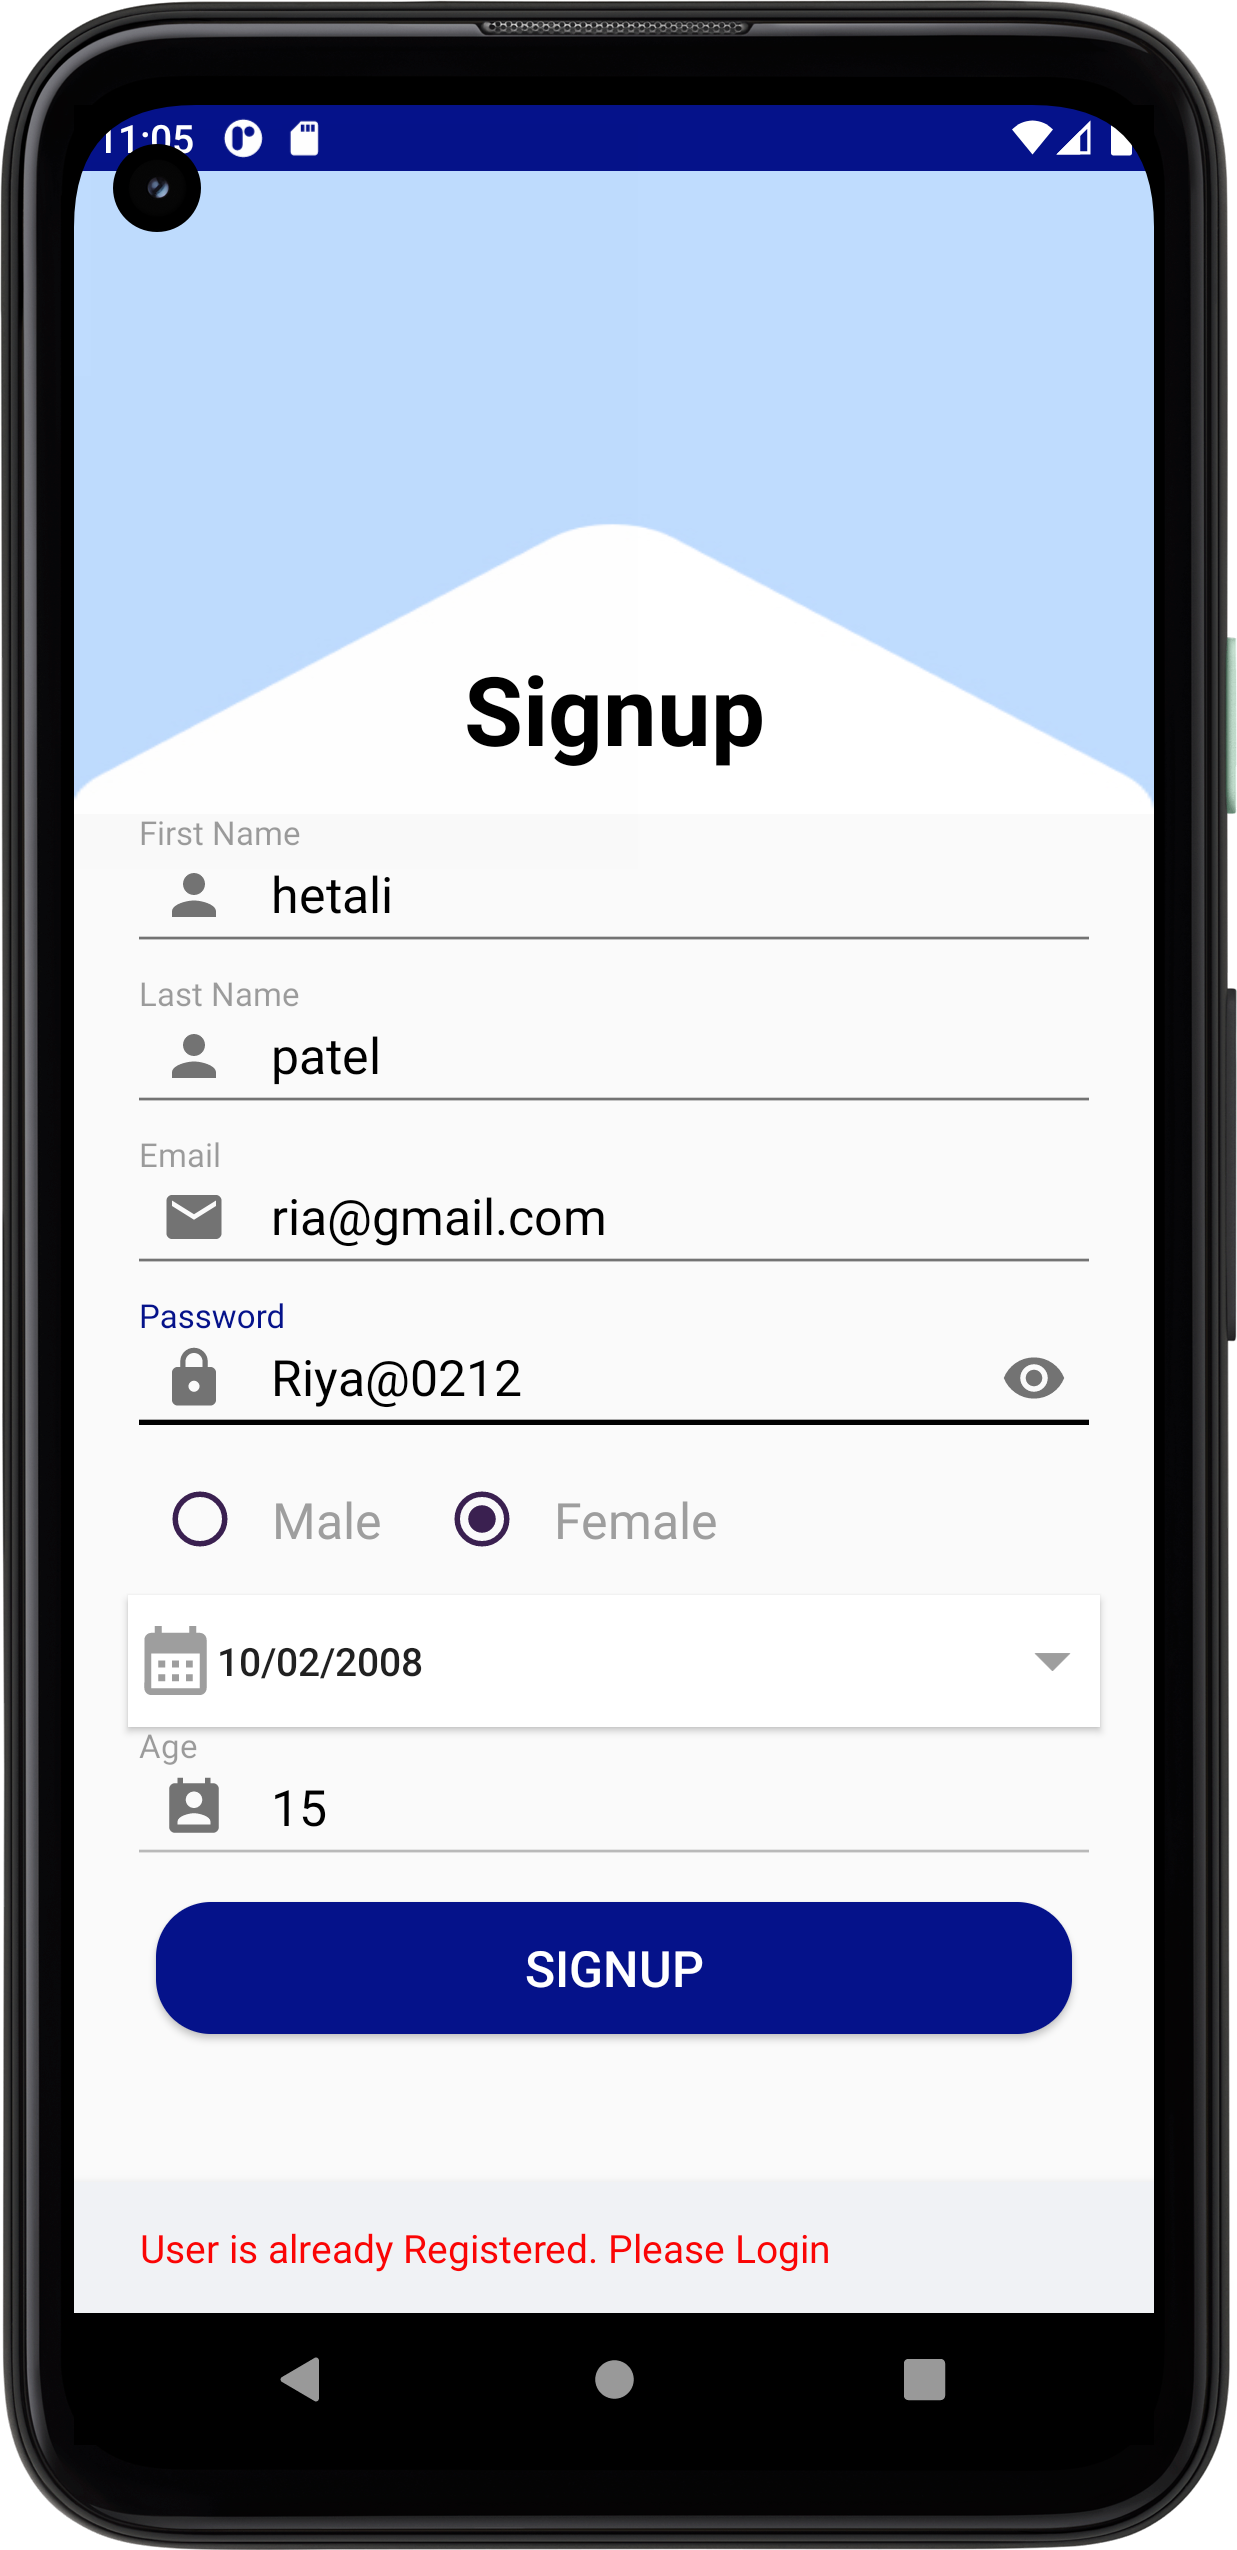 11:05
Signup
First Name
hetali
Last Name
patel
Email
ria@gmail.com
Password
Riya@0212
Male Female
10/02/2008
Age
15
SIGNUP
User is already Registered. Please Login